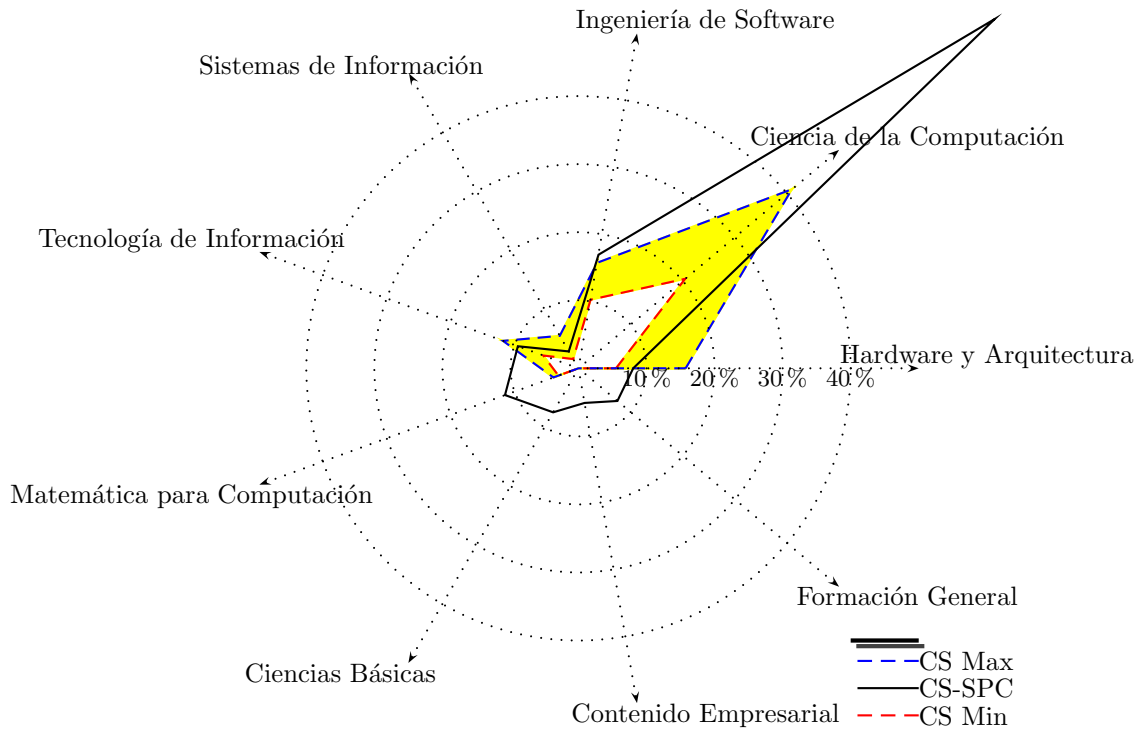 Ingeniería de Software
Sistemas de Información
Ciencia de la Computación
Tecnología de Información
Hardware y Arquitectura
10 % 20 % 30 % 40 %
Matemática para Computación
Formación General
Ciencias Básicas
Contenido Empresarial
CS Max
CS-SPC
CS Min